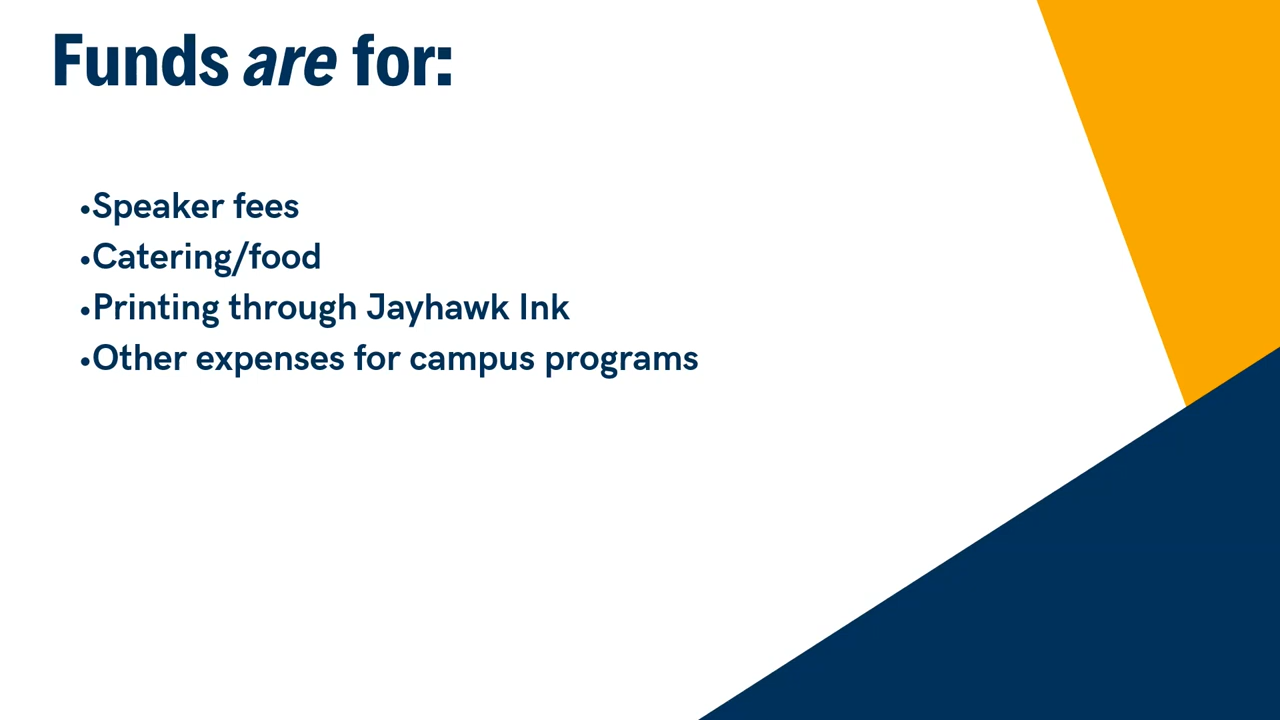 Funds are for:
•Speaker fees
•Catering/food
•Printing through Jayhawk Ink
•Other expenses for campus programs